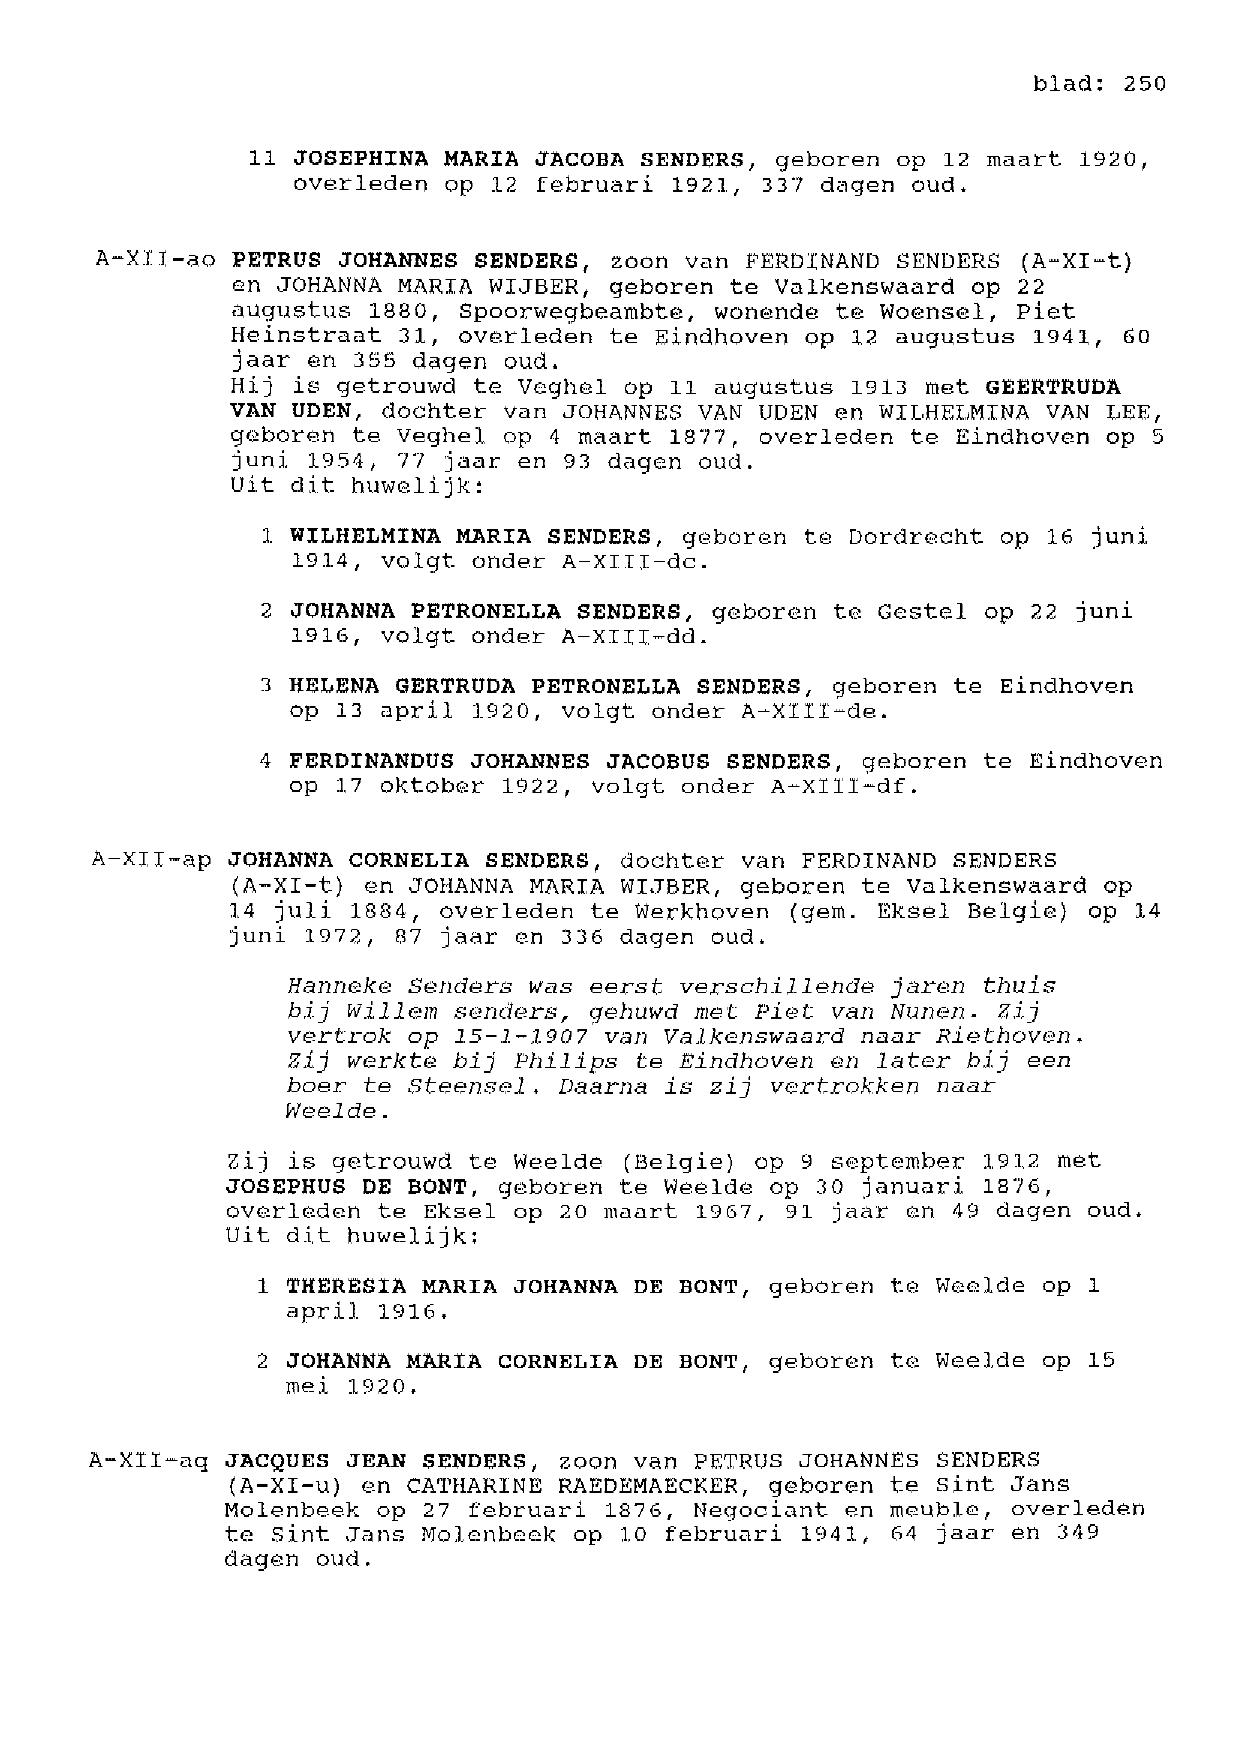 blad: 250
11 JOSEPHINA MARIA JACOBA SENDERS, geboren op 12 maart 1920,
overleden op 12 februari 1921, 337 dagen oud.
A-XII-ao PETRUS JOHANNES SENDERS, zoon van FERDINAND SENDERS (A-XI-t)
en JOHANNA MARIA WIJBER, geboren te Valkenswaard op 22
augustus 1880, Spoorwegbeambte, wonende te Woensel, Piet
Heinstraat 31, overleden te Eindhoven op 12 augustus 1941, 60
jaar en 355 dagen oud.
Hij is getrouwd te Veghel op 11 augustus 1913 met GEERTRUDA
VAN UDEN, dochter van JOHANNES VAN UDEN en WILHELMINA VAN LEE,
geboren te Veghel op 4 maart 1877, overleden te Eindhoven op 5
juni 1954, 77 jaar en 93 dagen oud.
Uit dit huwelijk:
1 WILHELMINA MARIA SENDERS, geboren te Dordrecht op 16 juni
1914, volgt onder A-XIII-dc.
2 JOHANNA PETRONELLA SENDERS, geboren te Gestel op 22 juni
1916, volgt onder A-XIII-dd.
3 HELENA GERTRUDA PETRONELLA SENDERS, geboren te Eindhoven
op 13 april 1920, volgt onder A-XIII-de.
4 FERDINANDUS JOHANNES JACOBUS SENDERS, geboren te Eindhoven
op 17 oktober 1922, volgt onder A-XIII-df.
A-XII-ap JOHANNA CORNELIA SENDERS, dochter van FERDINAND SENDERS
(A-XI-t) en JOHANNA MARIA WIJBER, geboren te Valkenswaard op
14 juli 1884, overleden te Werkhoven (gem. Eksel Belgie) op 14
juni 1972, 87 jaar en 336 dagen oud.
Hanneke Senders was eerst verschillende jaren thuis
bij Willem senders, gehuwd met Piet van Nunen. Zij
vertrok op 15-1-1907 van Valkenswaard naar Riethoven.
Zij werkte bij Philips te Eindhoven en later bij een
boer te Steensel. Daarna is zij vertrokken naar
Weelde.
Zij is getrouwd te Weelde (Belgie) op 9 september 1912 met
JOSEPHUS DE BONT, geboren te Weelde op 30 januari 1876,
overleden te Eksel op 20 maart 1967, 91 jaar en 49 dagen oud.
Uit dit huwelijk:
1 THERESIA MARIA JOHANNA DE BONT, geboren te Weelde op 1
april 1916.
2 JOHANNA MARIA CORNELIA DE BONT, geboren te Weelde op 15
mei 1920.
A-XII-aq JACQUES JEAN SENDERS, zoon van PETRUS JOHANNES SENDERS
(A-XI-u) en CATHARINE RAEDEMAECKER, geboren te Sint Jans
Molenbeek op 27 februari 1876, Negociant en meuble, overleden
te Sint Jans Molenbeek op 10 februari 1941, 64 jaar en 349
dagen oud.